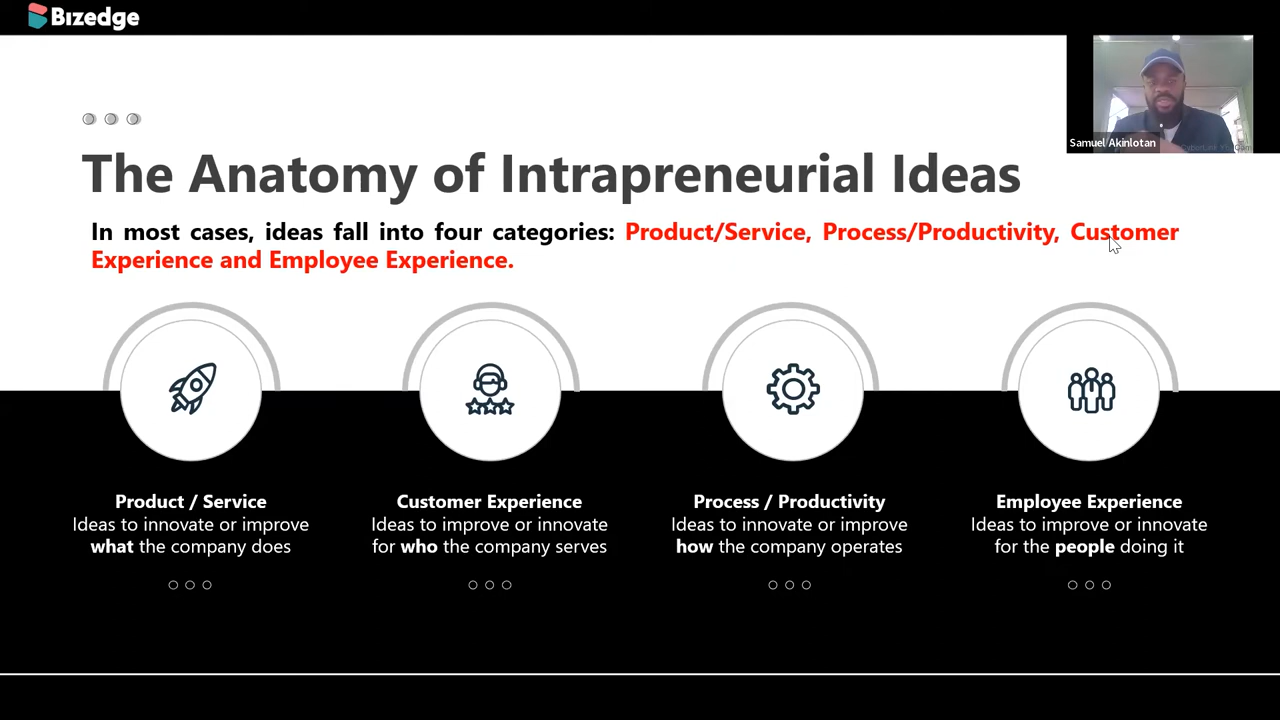 Bizedge
Samuel Akinlotan
The Anatomy of Intrapreneurial Ideas
In most cases, ideas fall into four categories: Product/Service, Process/Productivity, Customer
Experience and Employee Experience.
Product / Service
Ideas to innovate or improve
what the company does
Customer Experience
Ideas to improve or innovate
for who the company serves
Process / Productivity
Ideas to innovate or improve
how the company operates
Employee Experience
Ideas to improve or innovate
for the people doing it